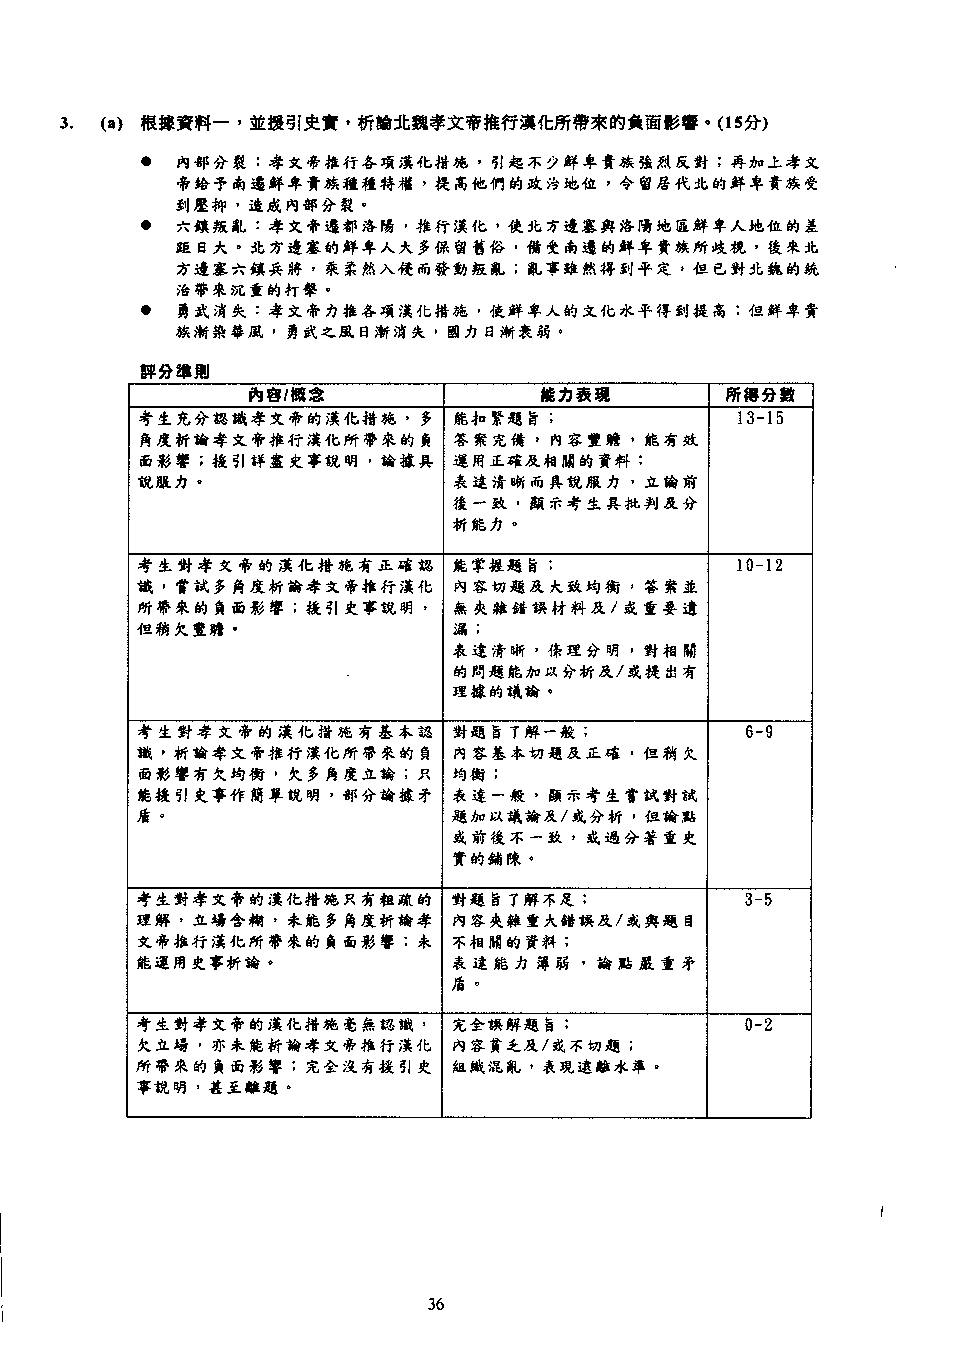 3. (a) 根據資料一，並援引史實，析論北魏孝文帝推行漢化所帶來的負面影響。(15分)
● 內部分裂：孝文帝推行各項漢化措施，引起不少鮮卑貴族強烈反對；再加上孝文
帝給予南遷鮮卑貴族種種特權，提高他們的政治地位，令留居代北的鮮卑貴族受
到壓抑，造成內部分裂。
● 六鎮叛亂：孝文帝遷都洛陽，推行漢化，使北方邊塞與洛陽地區鮮卑人地位的差
距日大。北方邊塞的鮮卑人大多保留舊俗，備受南遷的鮮卑貴族所歧視，後來北
方邊塞六鎮兵將，乘柔然入侵而發動叛亂；亂事雖然得到平定，但已對北魏的統
治帶來沉重的打擊。
● 勇武消失：孝文帝力推各項漢化措施，使鮮卑人的文化水平得到提高；但鮮卑貴
族漸染華風，勇武之風日漸消失，國力日漸衰弱。
評分準則
內容/概念 能力表現 所得分數
考生充分認識孝文帝的漢化措施，多
角度析論孝文帝推行漢化所帶來的負
面影響；援引詳盡史事說明，論據具
說服力。
能扣緊題旨；
答案完備，內容豐贍，能有效
運用正確及相關的資料；
表達清晰而具說服力，立論前
後一致，顯示考生具批判及分
析能力。
13-15
考生對孝文帝的漢化措施有正確認
識，嘗試多角度析論孝文帝推行漢化
所帶來的負面影響；援引史事說明，
但稍欠豐贍。
能掌握題旨；
內容切題及大致均衡，答案並
無夾雜錯誤材料及/或重要遺
漏；
表達清晰，條理分明，對相關
的問題能加以分析及/或提出有
理據的議論。
10-12
考生對孝文帝的漢化措施有基本認
識，析論孝文帝推行漢化所帶來的負
面影響有欠均衡，欠多角度立論；只
能援引史事作簡單說明，部分論據矛
盾。
對題旨了解一般；
內容基本切題及正確，但稍欠
均衡；
表達一般，顯示考生嘗試對試
題加以議論及/或分析，但論點
或前後不一致，或過分著重史
實的鋪陳。
6-9
考生對孝文帝的漢化措施只有粗疏的
理解，立場含糊，未能多角度析論孝
文帝推行漢化所帶來的負面影響；未
能運用史事析論。
對題旨了解不足；
內容夾雜重大錯誤及/或與題目
不相關的資料；
表達能力薄弱，論點嚴重矛
盾。
3-5
考生對孝文帝的漢化措施毫無認識，
欠立場，亦未能析論孝文帝推行漢化
所帶來的負面影響；完全沒有援引史
事說明，甚至離題。
完全誤解題旨；
內容貧乏及/或不切題；
組織混亂，表現遠離水準。
0-2
36